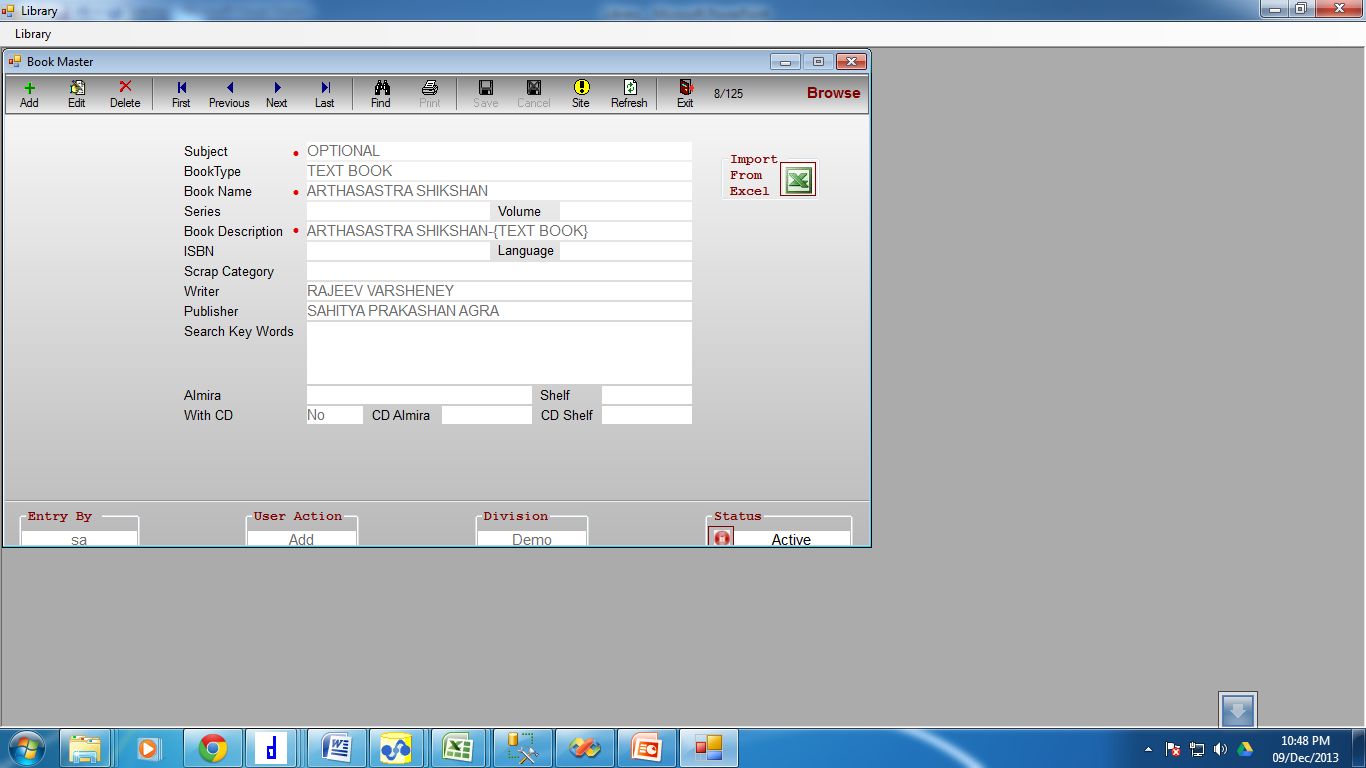 Library
Library
Book Master
Add Edit Delete First Previous Next Last Find Print Save Cancel Site Refresh Exit 8/125 Browse
Subject OPTIONAL
BookType TEXT BOOK
Book Name ARTHASASTRA SHIKSHAN
Series Volume
Book Description ARTHASASTRA SHIKSHAN-{TEXT BOOK}
ISBN Language
Scrap Category
Writer RAJEEV VARSHENEY
Publisher SAHITYA PRAKASHAN AGRA
Search Key Words
Almira Shelf
With CD No CD Almira CD Shelf
Import
From
Excel
Entry By User Action Division Status
sa Add Demo Active
10:48 PM
09/Dec/2013